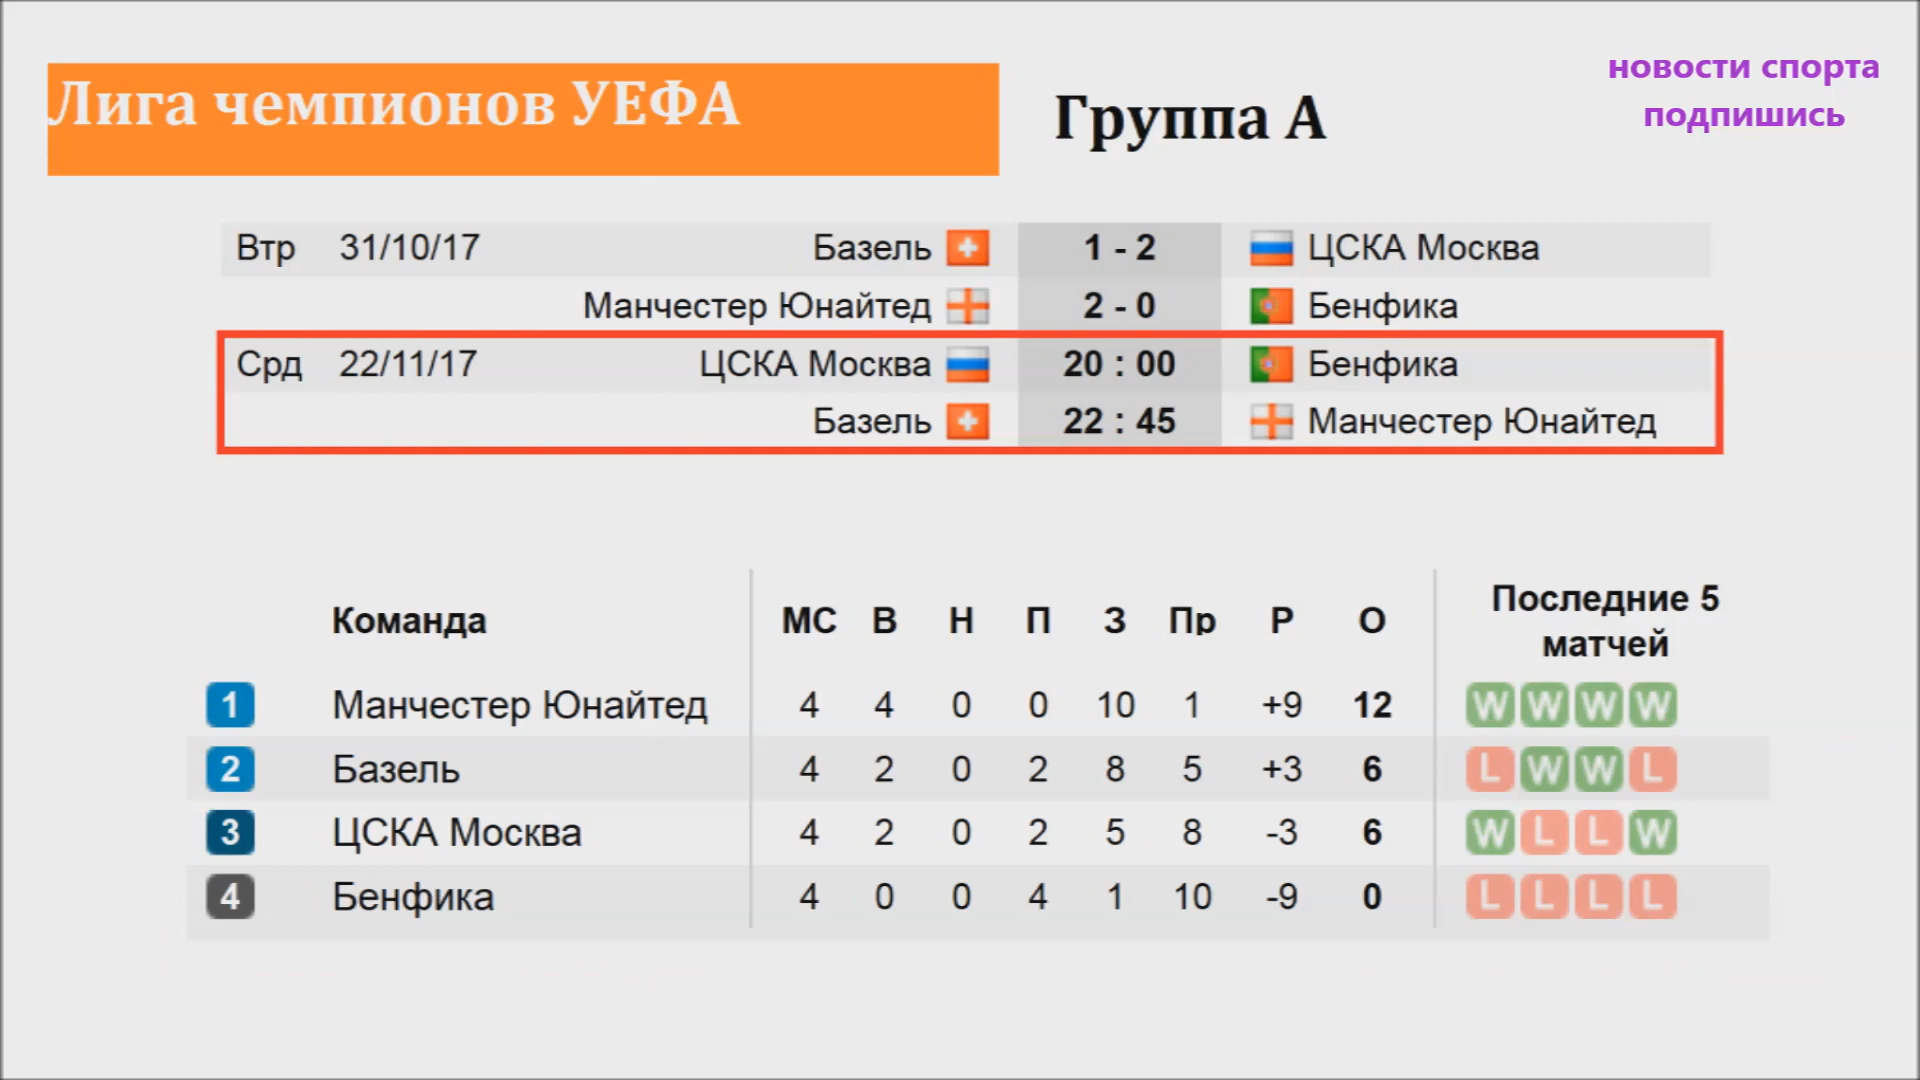 Лига чемпионов УЕФА
Группа А
новости спорта
подпишись
Втр 31/10/17 Базель 1 - 2 ЦСКА Москва
Манчестер Юнайтед 2 - 0 Бенфика
Срд 22/11/17 ЦСКА Москва 20 : 00 Бенфика
Базель 22 : 45 Манчестер Юнайтед
Команда МС В Н П З Пр Р О Последние 5
матчей
1 Манчестер Юнайтед 4 4 0 0 10 1 +9 12 W W W W
2 Базель 4 2 0 2 8 5 +3 6 L W W L
3 ЦСКА Москва 4 2 0 2 5 8 -3 6 W L L W
4 Бенфика 4 0 0 4 1 10 -9 0 L L L L